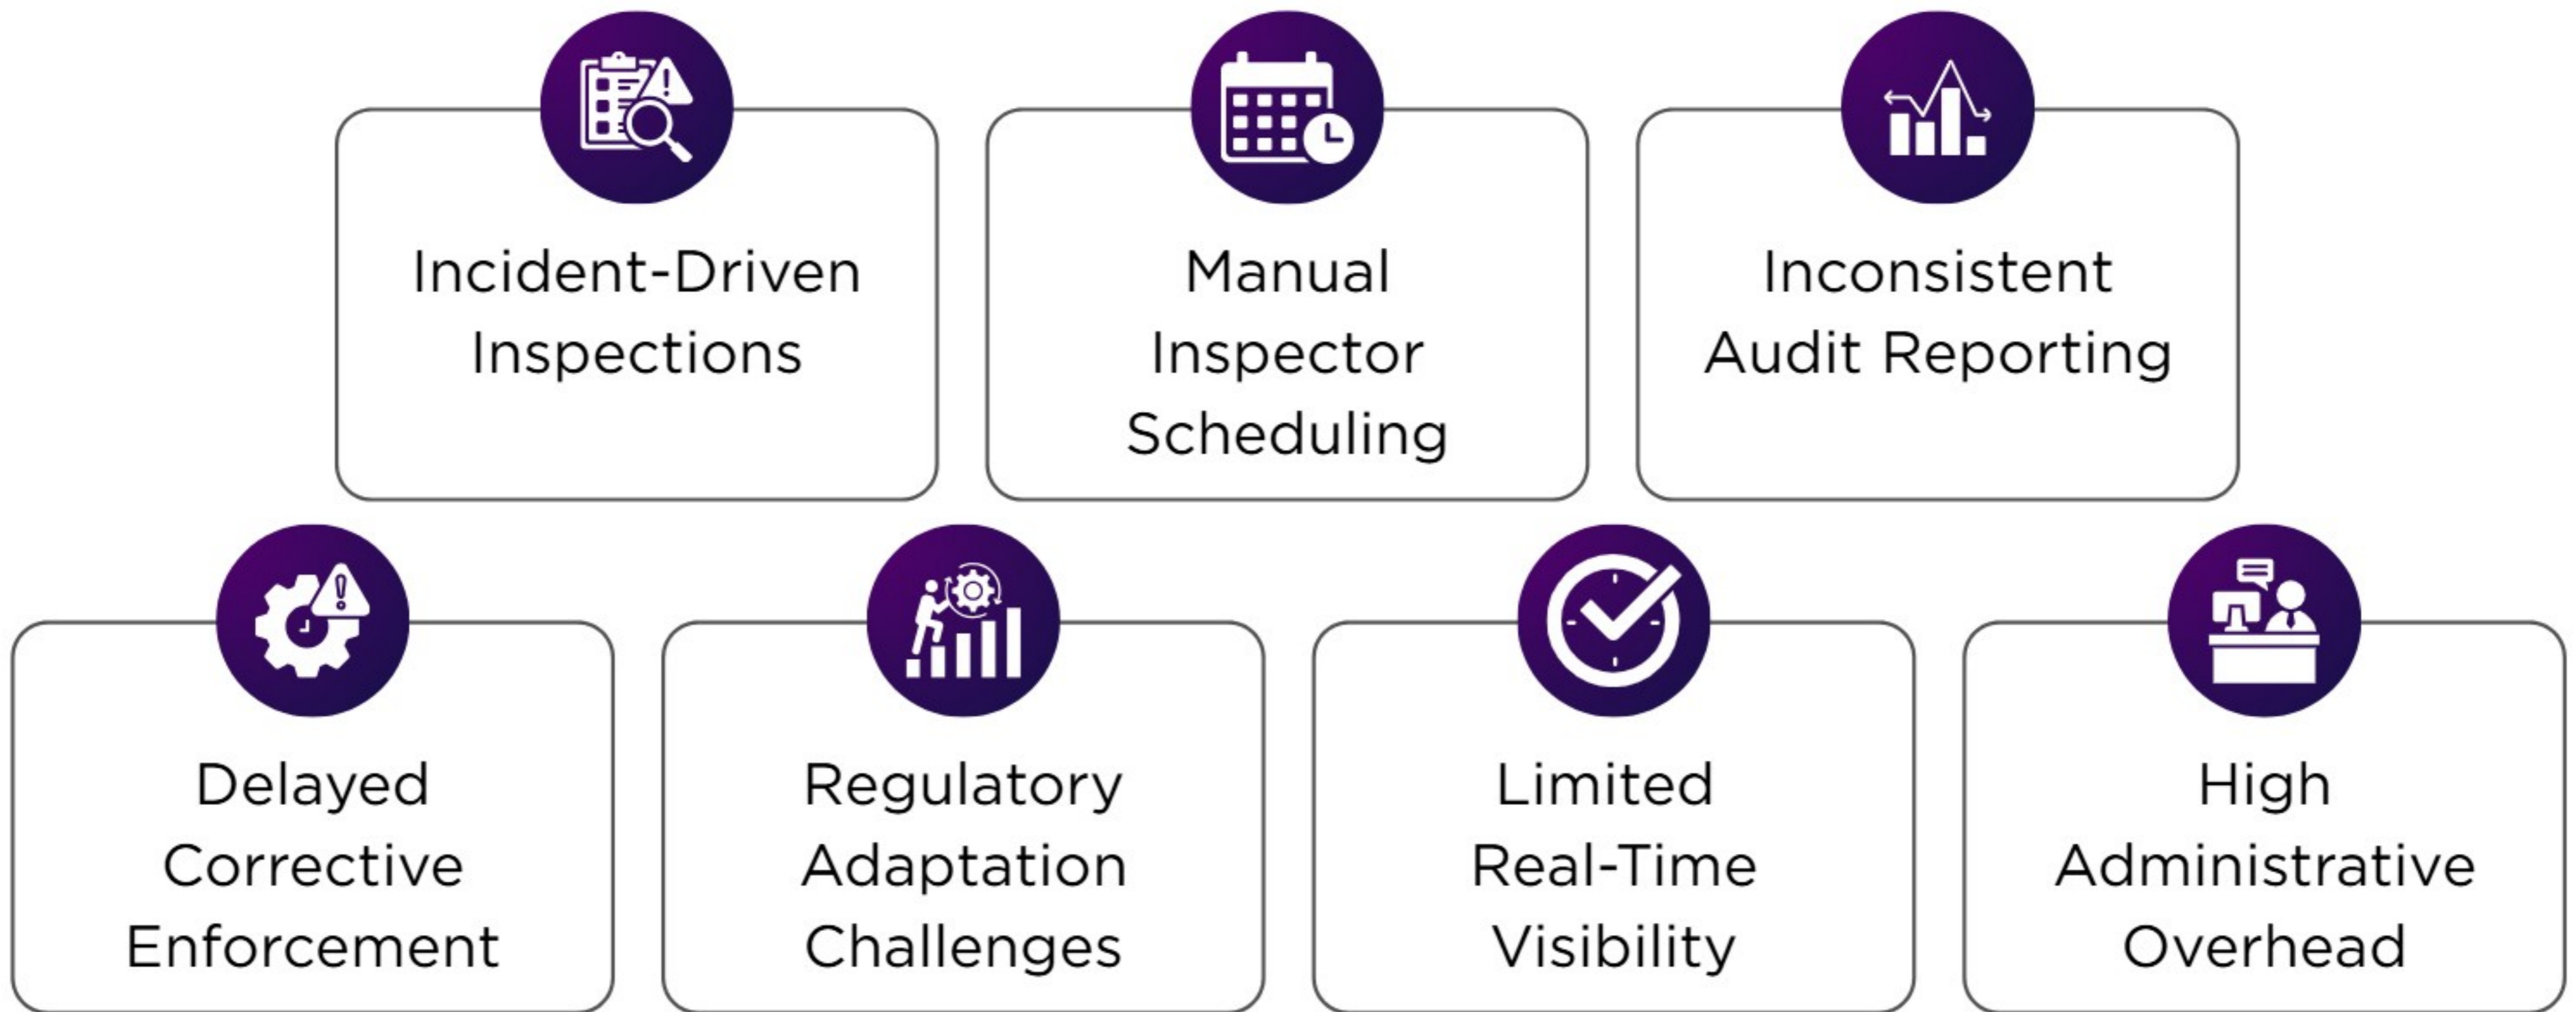 Incident-Driven
Inspections
Manual
Inspector
Scheduling
Inconsistent
Audit Reporting
Delayed
Corrective
Enforcement
Regulatory
Adaptation
Challenges
Limited
Real-Time
Visibility
High
Administrative
Overhead